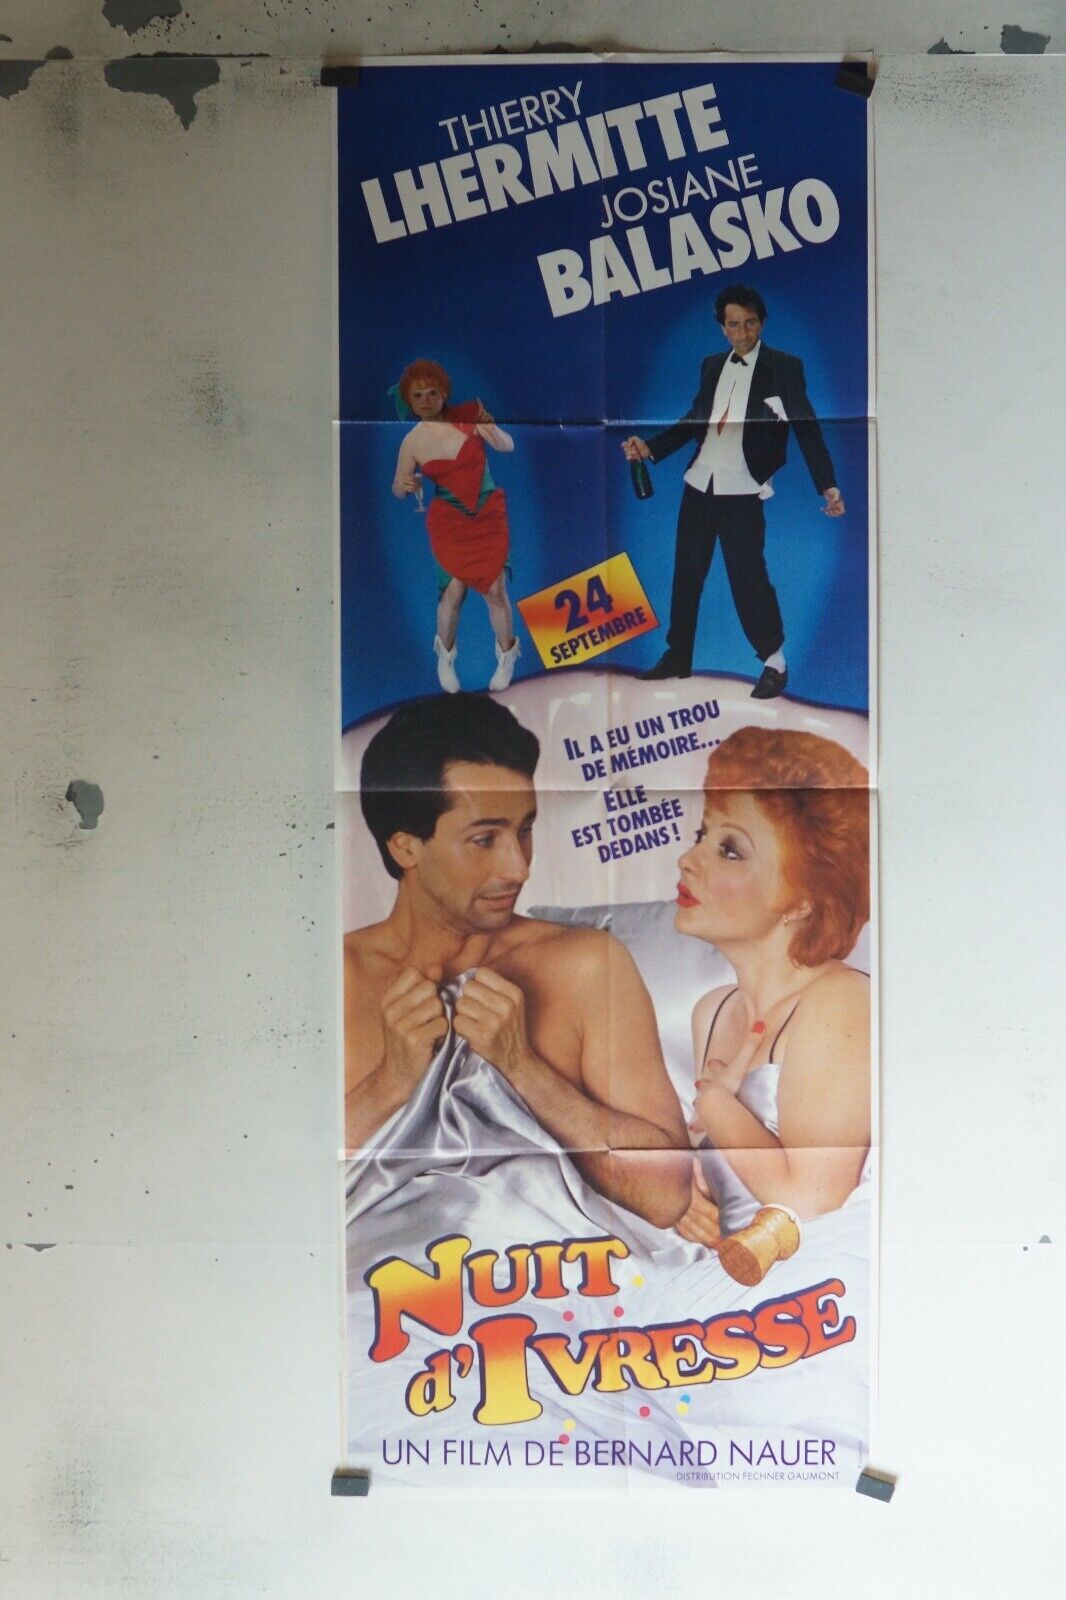 THIERRY
LHERMITTE
JOSIANE
BALASKO
24
SEPTEMBRE
IL A EU UN TROU
DE MÉMOIRE...
ELLE
EST TOMBÉE
DEDANS !
NUIT
d'IVRESSE
UN FILM DE BERNARD NAUER
DISTRIBUTION FECHNER GAUMONT